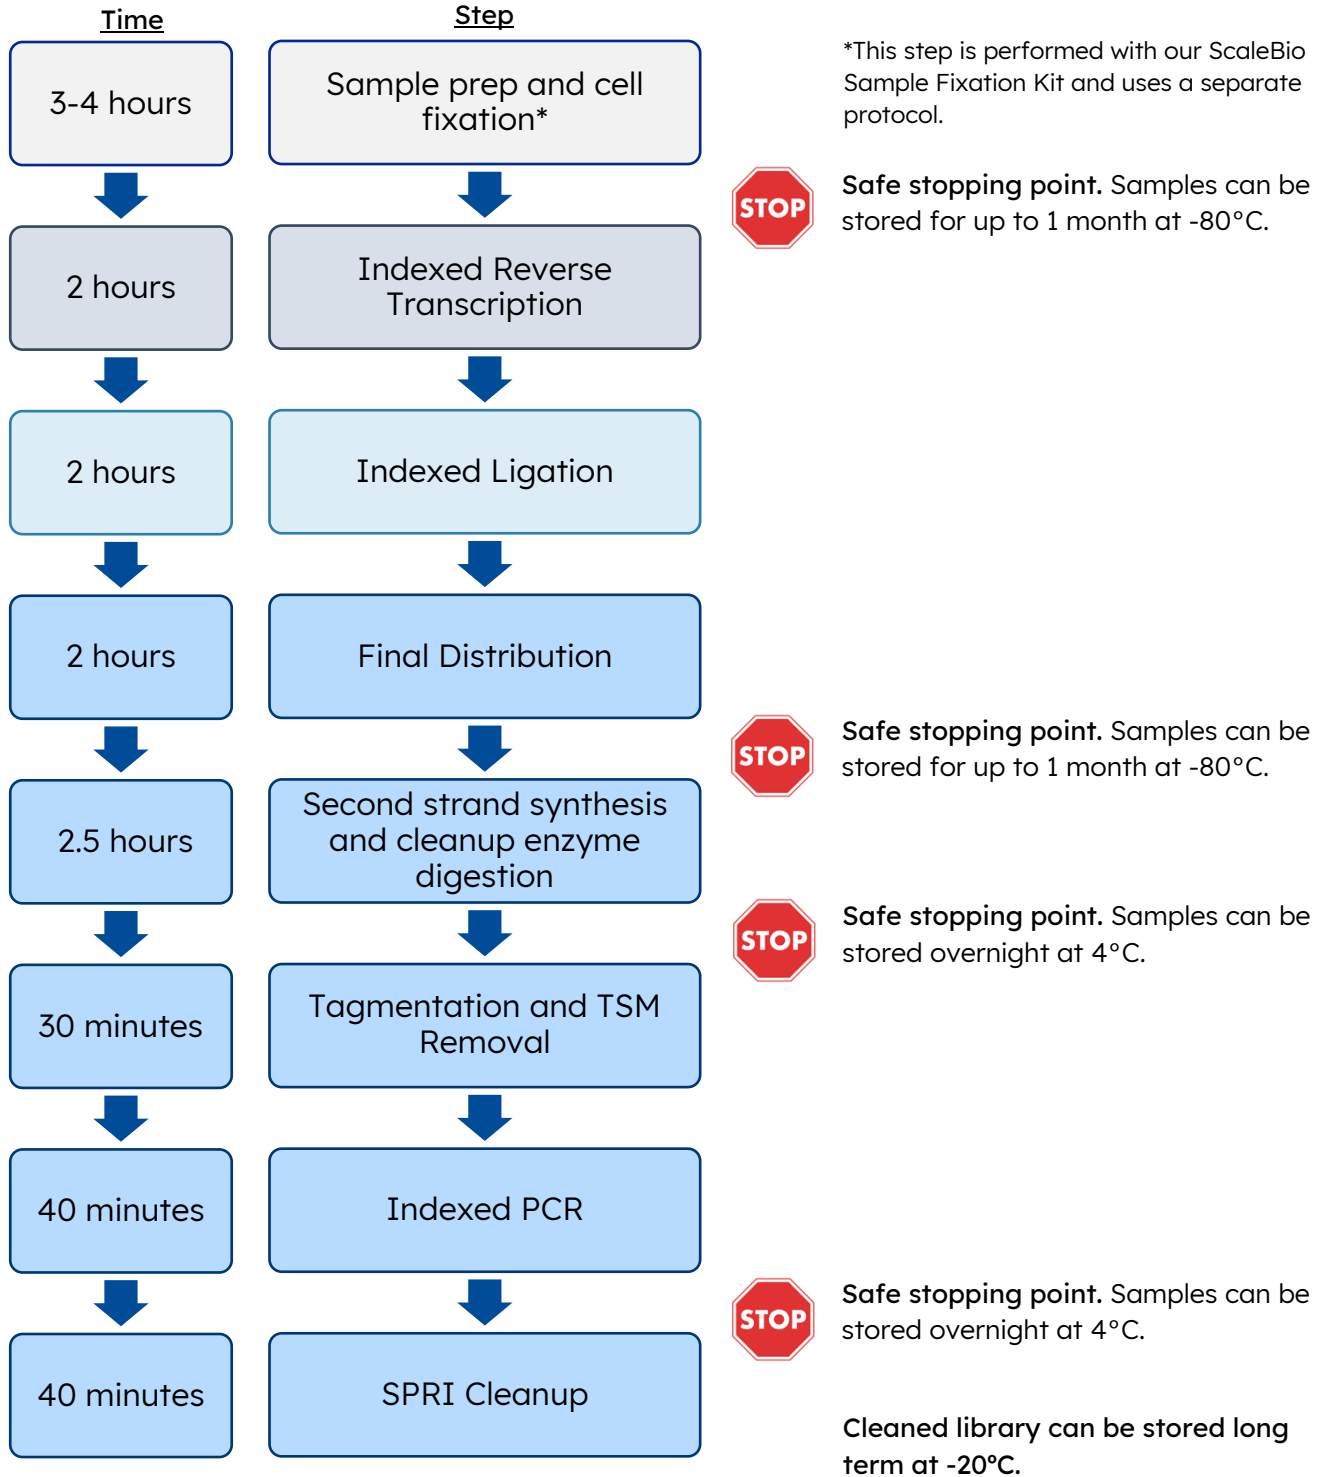 Time
Step
3-4 hours
Sample prep and cell
fixation*
*This step is performed with our ScaleBio
Sample Fixation Kit and uses a separate
protocol.
STOP
Safe stopping point. Samples can be
stored for up to 1 month at -80°C.
2 hours
Indexed Reverse
Transcription
2 hours
Indexed Ligation
2 hours
Final Distribution
STOP
Safe stopping point. Samples can be
stored for up to 1 month at -80°C.
2.5 hours
Second strand synthesis
and cleanup enzyme
digestion
STOP
Safe stopping point. Samples can be
stored overnight at 4°C.
30 minutes
Tagmentation and TSM
Removal
40 minutes
Indexed PCR
STOP
Safe stopping point. Samples can be
stored overnight at 4°C.
40 minutes
SPRI Cleanup
Cleaned library can be stored long
term at -20°C.